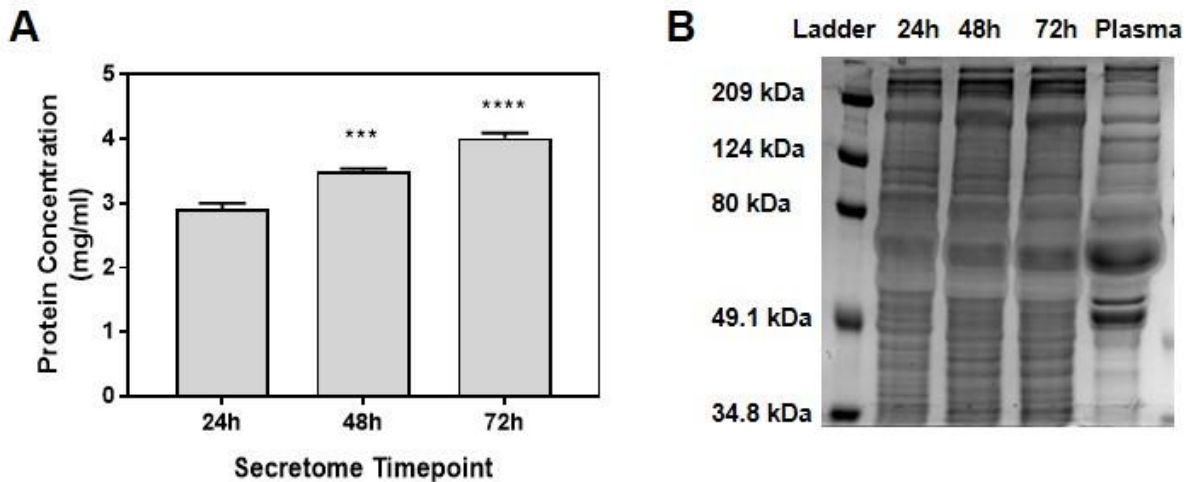 A
Protein Concentration
(mg/ml)
5
4
3
2
1
0
***
****
24h
48h
72h
Secretome Timepoint
B
Ladder 24h 48h 72h Plasma
209 kDa
124 kDa
80 kDa
49.1 kDa
34.8 kDa